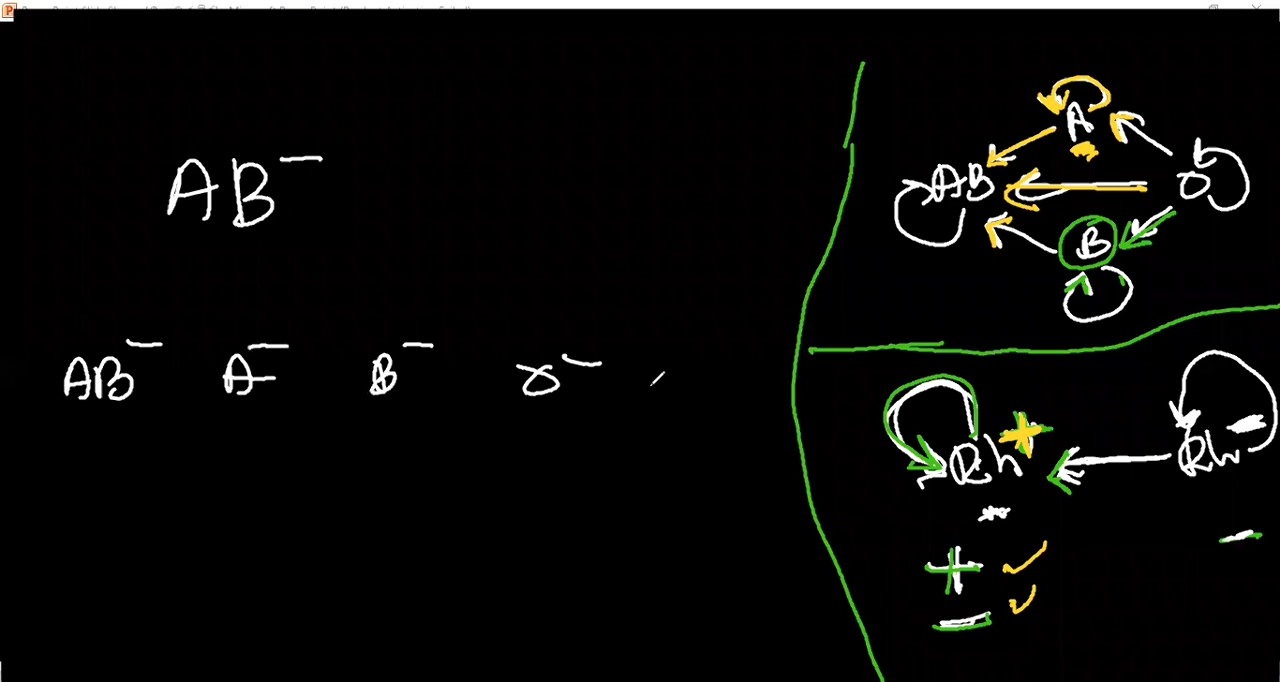 AB⁻
AB⁻ A⁻ B⁻ O⁻
A
AB O
B
Rh⁺ Rh⁻
+ −
−